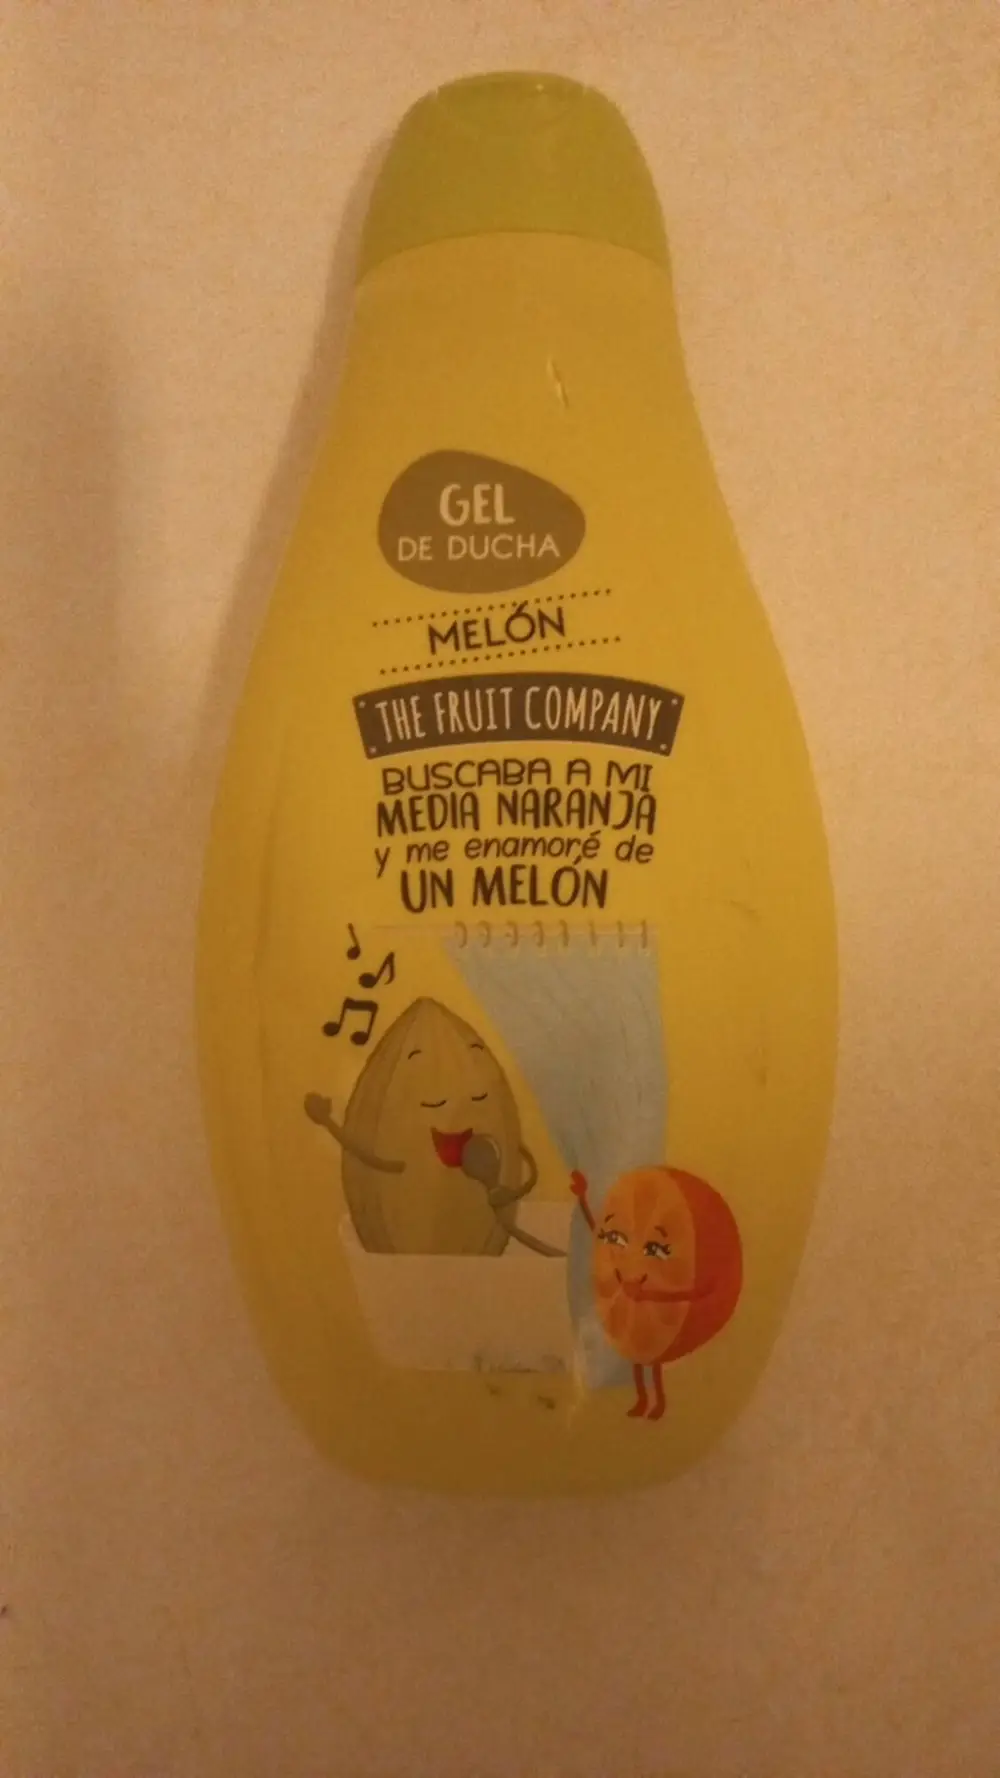 GEL
DE DUCHA
MELÓN
THE FRUIT COMPANY
BUSCABA A MI
MEDIA NARANJA
y me enamoré de
UN MELÓN